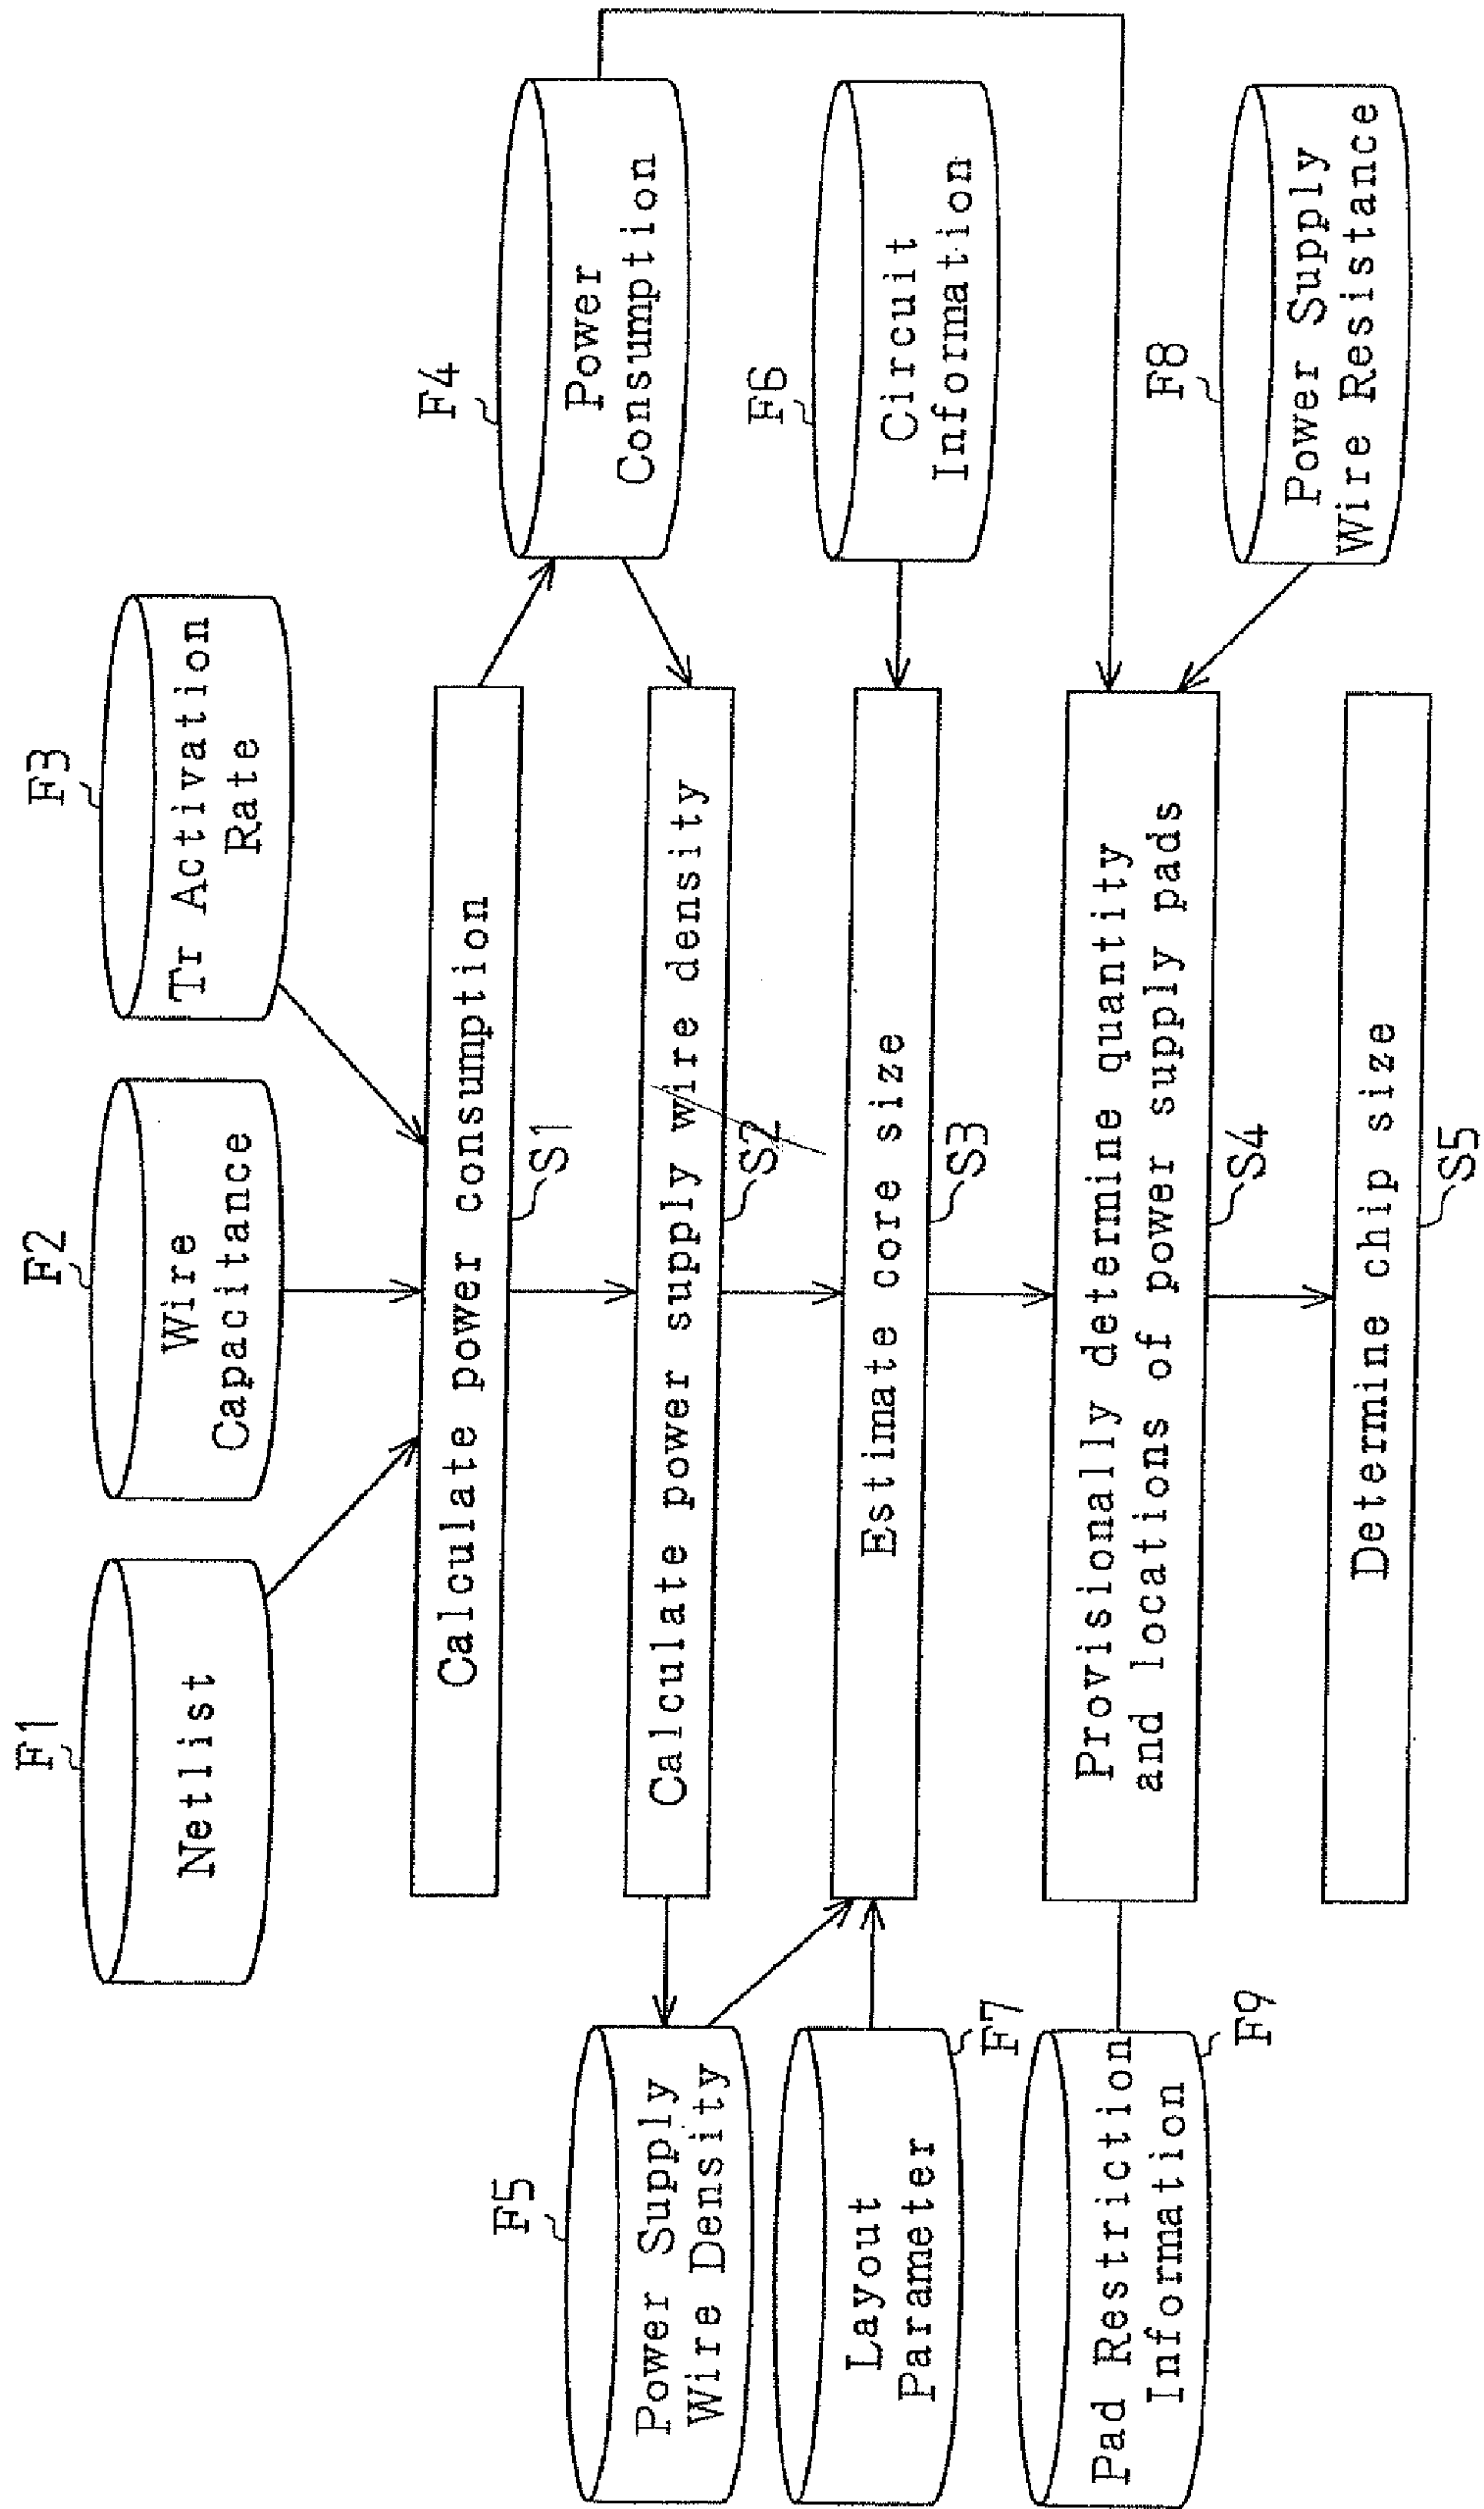 F1
Netlist
F2
Wire
Capacitance
F3
Tr Activation
Rate
Calculate power consumption
S1
F4
Power
Consumption
Calculate power supply wire density
S2
F5
Power Supply
Wire Density
F6
Circuit
Information
Estimate core size
S3
Layout
Parameter
F7
Provisionally determine quantity
and locations of power supply pads
S4
F8
Power Supply
Wire Resistance
Pad Restriction
Information
F9
Determine chip size
S5